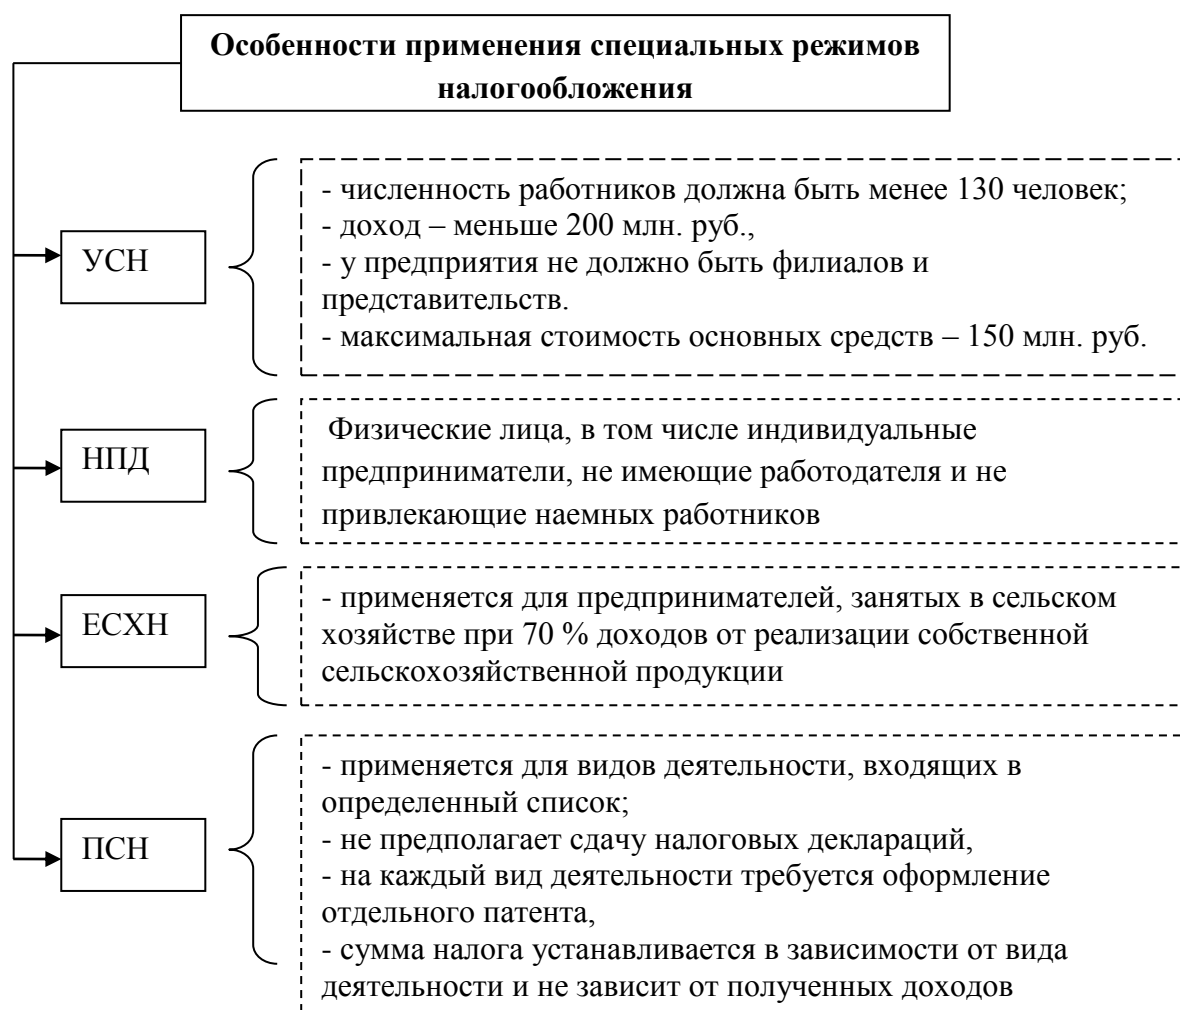 Особенности применения специальных режимов
налогообложения
УСН
- численность работников должна быть менее 130 человек;
- доход – меньше 200 млн. руб.,
- у предприятия не должно быть филиалов и
представительств.
- максимальная стоимость основных средств – 150 млн. руб.
НПД
Физические лица, в том числе индивидуальные
предприниматели, не имеющие работодателя и не
привлекающие наемных работников
ЕСХН
- применяется для предпринимателей, занятых в сельском
хозяйстве при 70 % доходов от реализации собственной
сельскохозяйственной продукции
ПСН
- применяется для видов деятельности, входящих в
определенный список;
- не предполагает сдачу налоговых деклараций,
- на каждый вид деятельности требуется оформление
отдельного патента,
- сумма налога устанавливается в зависимости от вида
деятельности и не зависит от полученных доходов